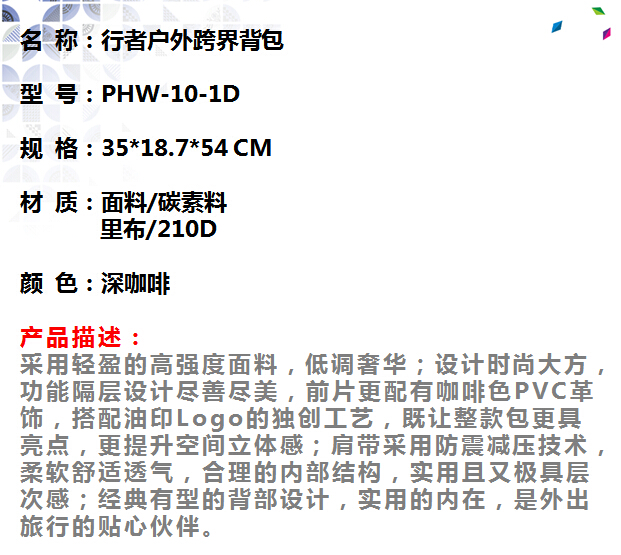 名 称：行者户外跨界背包
型 号：PHW-10-1D
规 格：35*18.7*54 CM
材 质：面料/碳素料
里布/210D
颜 色：深咖啡
产品描述：
采用轻盈的高强度面料，低调奢华；设计时尚大方，
功能隔层设计尽善尽美，前片更配有咖啡色PVC革
饰，搭配油印Logo的独创工艺，既让整款包更具
亮点，更提升空间立体感；肩带采用防震减压技术，
柔软舒适透气，合理的内部结构，实用且又极具层
次感；经典有型的背部设计，实用的内在，是外出
旅行的贴心伙伴。